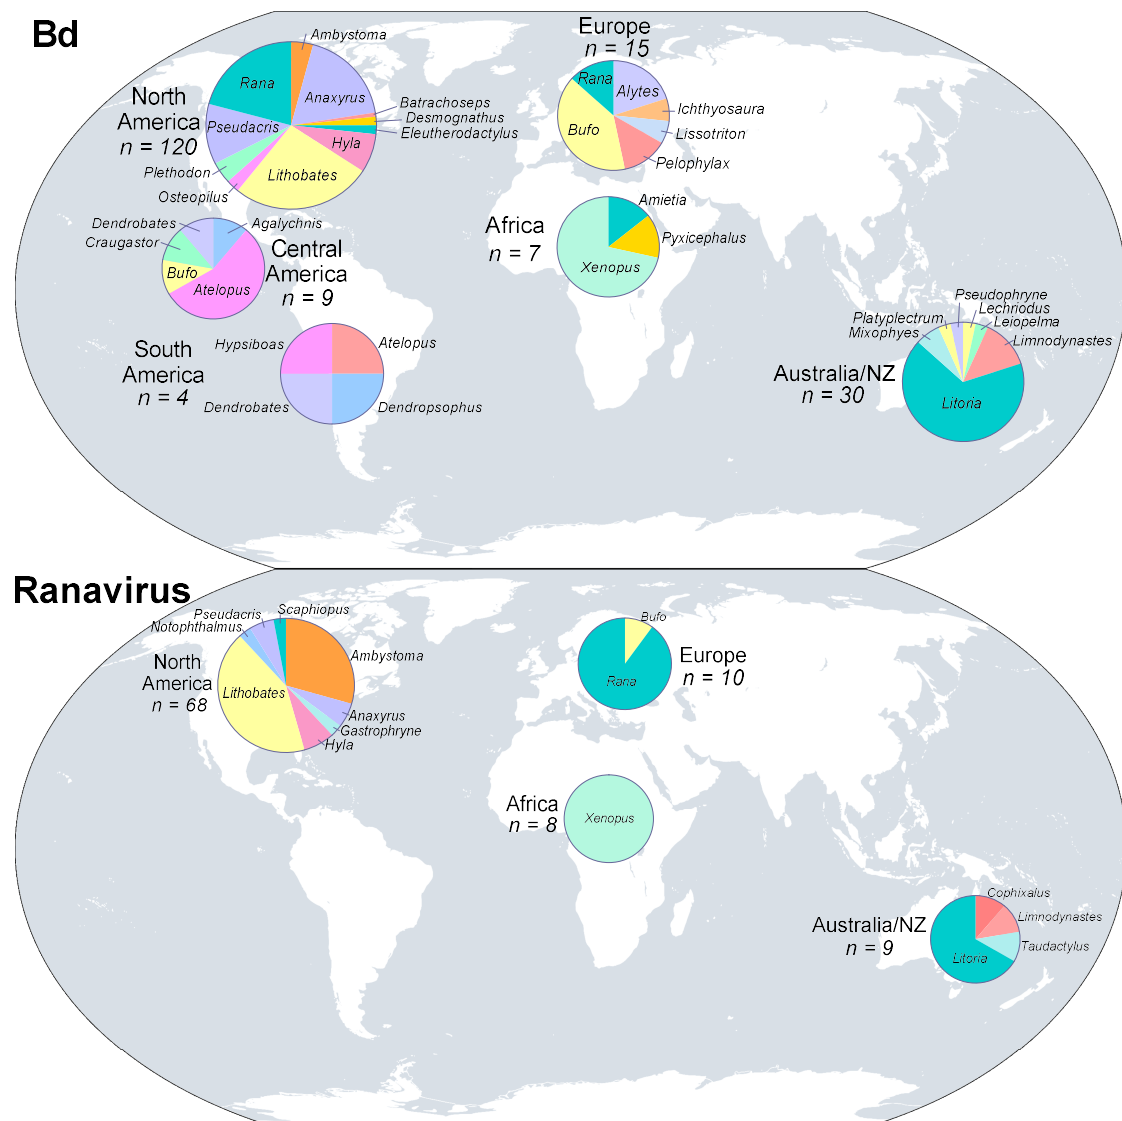 Bd
Ambystoma
Rana
Anaxyrus
Batrachoseps
Desmognathus
Eleutherodactylus
North
America
n = 120
Pseudacris
Hyla
Plethodon
Lithobates
Osteopilus
Europe
n = 15
Rana
Alytes
Ichthyosaura
Bufo
Lissotriton
Pelophylax
Dendrobates
Agalychnis
Craugastor
Central
America
n = 9
Bufo
Atelopus
Africa
n = 7
Amietia
Pyxicephalus
Xenopus
South
America
n = 4
Hypsiboas
Atelopus
Dendrobates
Dendropsophus
Pseudophryne
Lechriodus
Platyplectrum
Leiopelma
Mixophyes
Limnodynastes
Australia/NZ
n = 30
Litoria
Ranavirus
Pseudacris
Scaphiopus
Notophthalmus
North
America
n = 68
Ambystoma
Lithobates
Anaxyrus
Gastrophryne
Hyla
Bufo
Europe
n = 10
Rana
Africa
n = 8
Xenopus
Australia/NZ
n = 9
Cophixalus
Limnodynastes
Taudactylus
Litoria